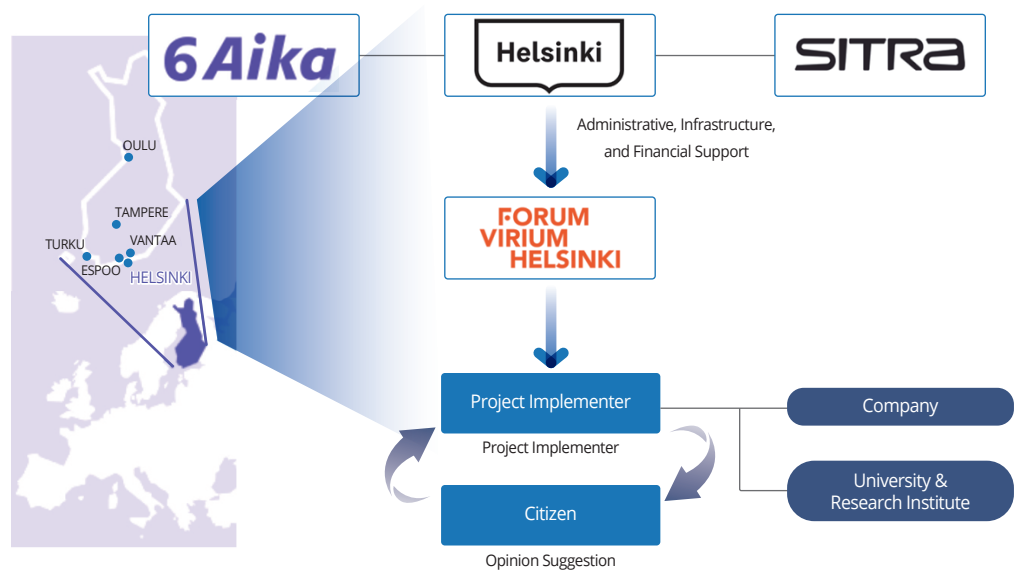 6Aika
Helsinki
SITRA
Administrative, Infrastructure,
and Financial Support
OULU
TAMPERE
TURKU
VANTAA
ESPOO
HELSINKI
FORUM
VIRIUM
HELSINKI
Project Implementer
Project Implementer
Company
Citizen
Opinion Suggestion
University &
Research Institute